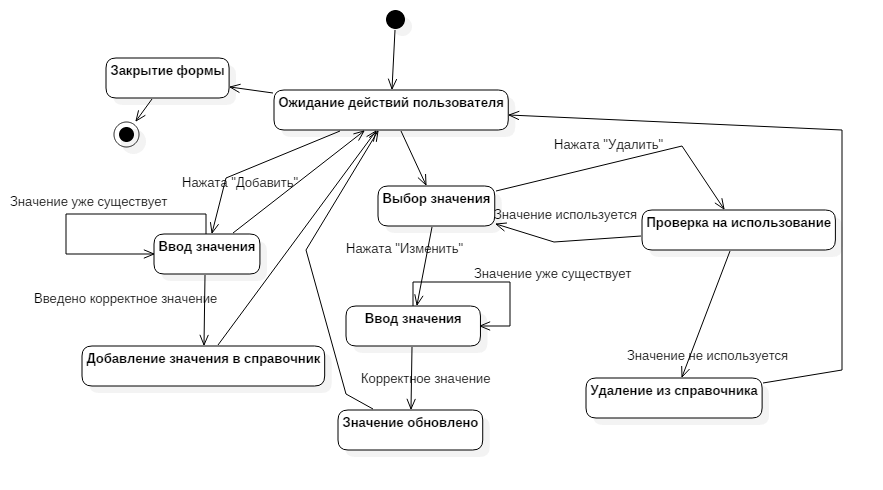 Закрытие формы
Ожидание действий пользователя
Нажата "Удалить"
Нажата "Добавить"
Выбор значения
Значение уже существует
Значение используется
Проверка на использование
Ввод значения
Нажата "Изменить"
Значение уже существует
Введено корректное значение
Ввод значения
Добавление значения в справочник
Значение не используется
Корректное значение
Удаление из справочника
Значение обновлено